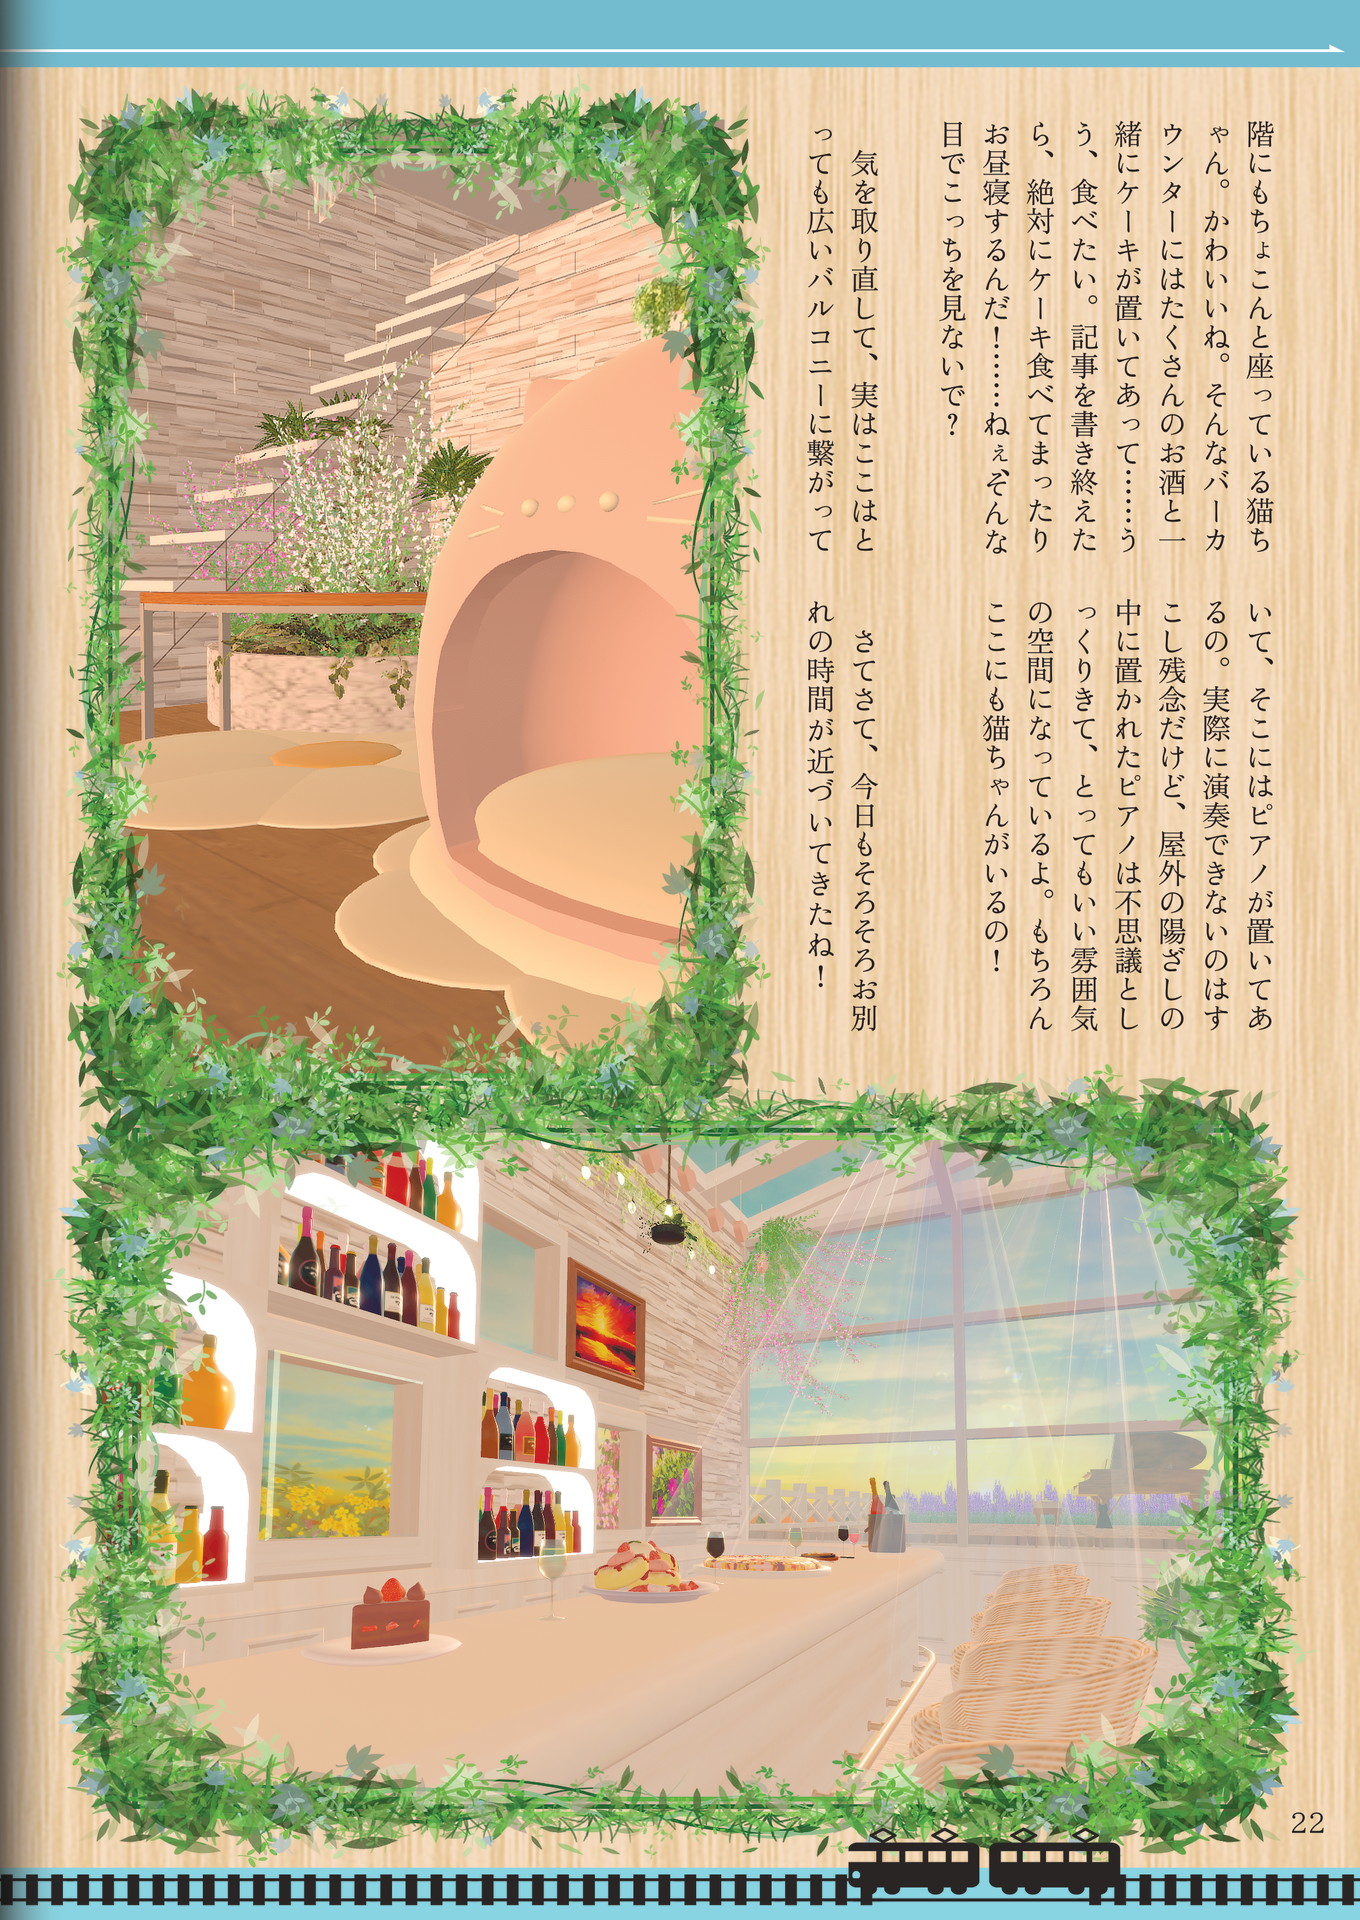 階にもちょこんと座っている猫ち
ゃん。かわいいね。そんなバーカ
ウンターにはたくさんのお酒と一
緒にケーキが置いてあって……う
う、食べたい。記事を書き終えた
ら、絶対にケーキ食べてまったり
お昼寝するんだ！……ねぇ、そんな
目でこっちを見ないで？
気を取り直して、実はここはと
っても広いバルコニーに繋がって
いて、そこにはピアノが置いてあ
るの。実際に演奏できないのはす
こし残念だけど、屋外の陽ざしの
中に置かれたピアノは不思議とし
っくりきて、とってもいい雰囲気
の空間になっているよ。もちろん
ここにも猫ちゃんがいるの！
さてさて、今日もそろそろお別
れの時間が近づいてきたね！
22